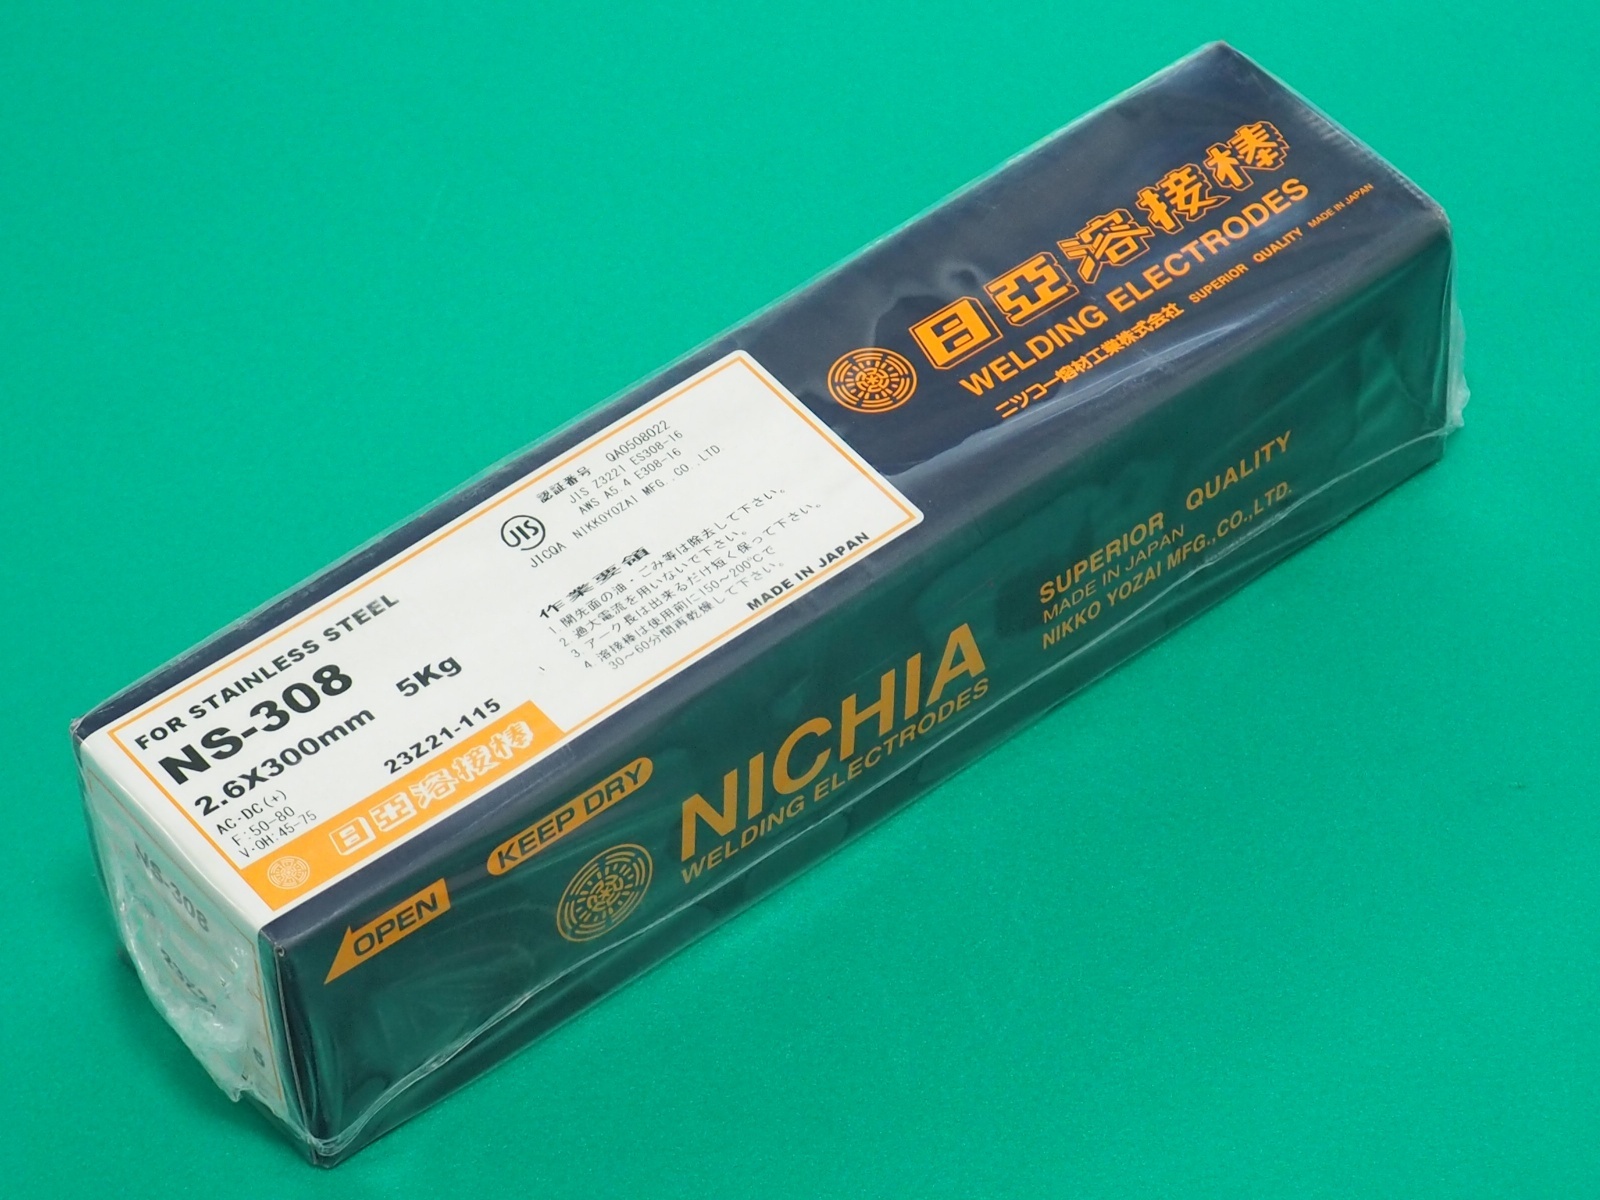 日亞溶接棒
WELDING ELECTRODES
ニツコー熔材工業株式会社 SUPERIOR QUALITY MADE IN JAPAN
FOR STAINLESS STEEL
NS-308
2.6X300mm 5Kg
AC-DC(+)
F:50-80
V·OH:45-75
23Z21-115
日亞溶接棒
認証番号 QA0508022
JIS Z3221 ES308-16
AWS A5.4 E308-16
JIS
JICQA NIKKOYOZAI MFG.,CO.,LTD
作業要領
1 開先面の油・ごみ等は除去して下さい。
2 過大電流を用いないで下さい。
3 アーク長は出来るだけ短く保って下さい。
4 溶接棒は使用前に150～200℃で
30～60分間再乾燥して下さい。
MADE IN JAPAN
OPEN
KEEP DRY
NICHIA
WELDING ELECTRODES
SUPERIOR QUALITY
MADE IN JAPAN
NIKKO YOZAI MFG.,CO.,LTD.
NS-308